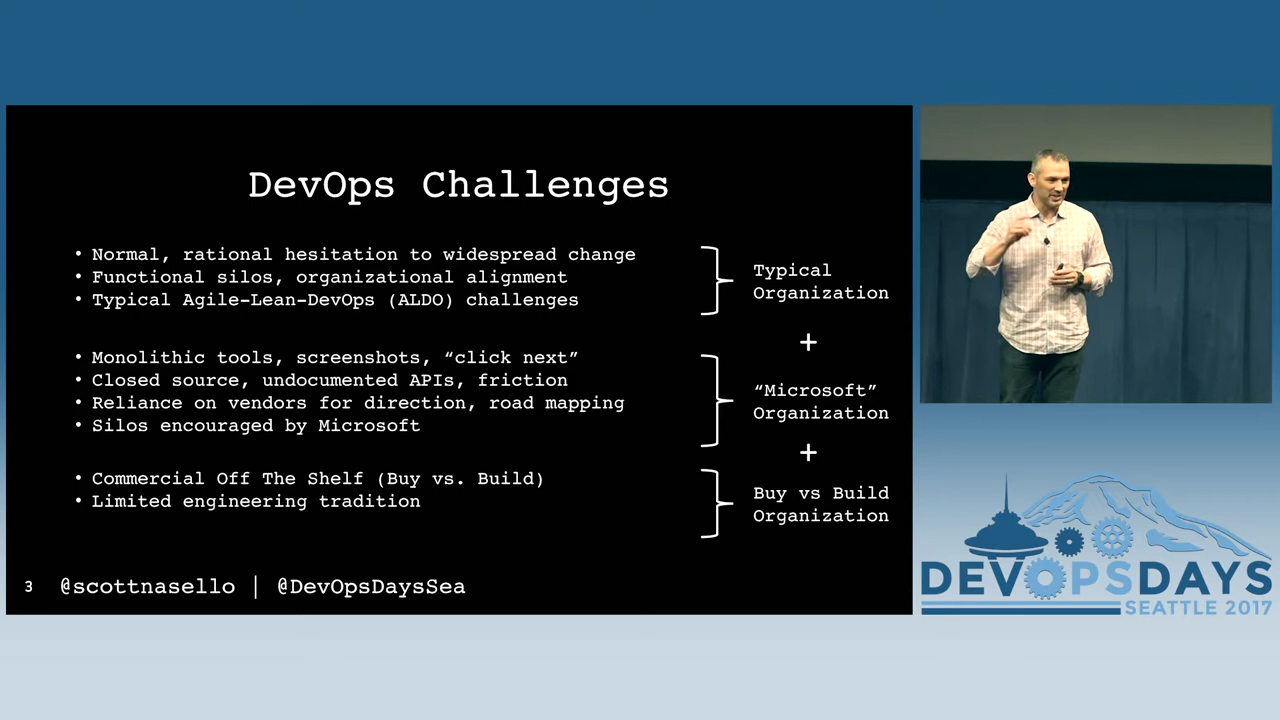 DevOps Challenges
• Normal, rational hesitation to widespread change
• Functional silos, organizational alignment
• Typical Agile-Lean-DevOps (ALDO) challenges
Typical
Organization
+
• Monolithic tools, screenshots, “click next”
• Closed source, undocumented APIs, friction
• Reliance on vendors for direction, road mapping
• Silos encouraged by Microsoft
“Microsoft”
Organization
+
• Commercial Off The Shelf (Buy vs. Build)
• Limited engineering tradition
Buy vs Build
Organization
3 @scottnasello | @DevOpsDaysSea
DEVOPSDAYS
SEATTLE 2017